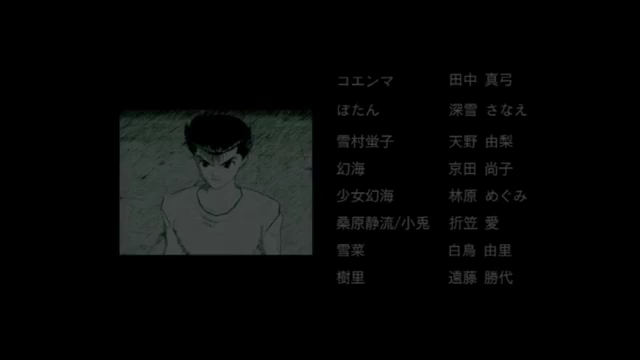 コエンマ 田中 真弓
ぼたん 深雪 さなえ
雪村蛍子 天野 由梨
幻海 京田 尚子
少女幻海 林原 めぐみ
桑原静流/小兎 折笠 愛
雪菜 白鳥 由里
樹里 遠藤 勝代